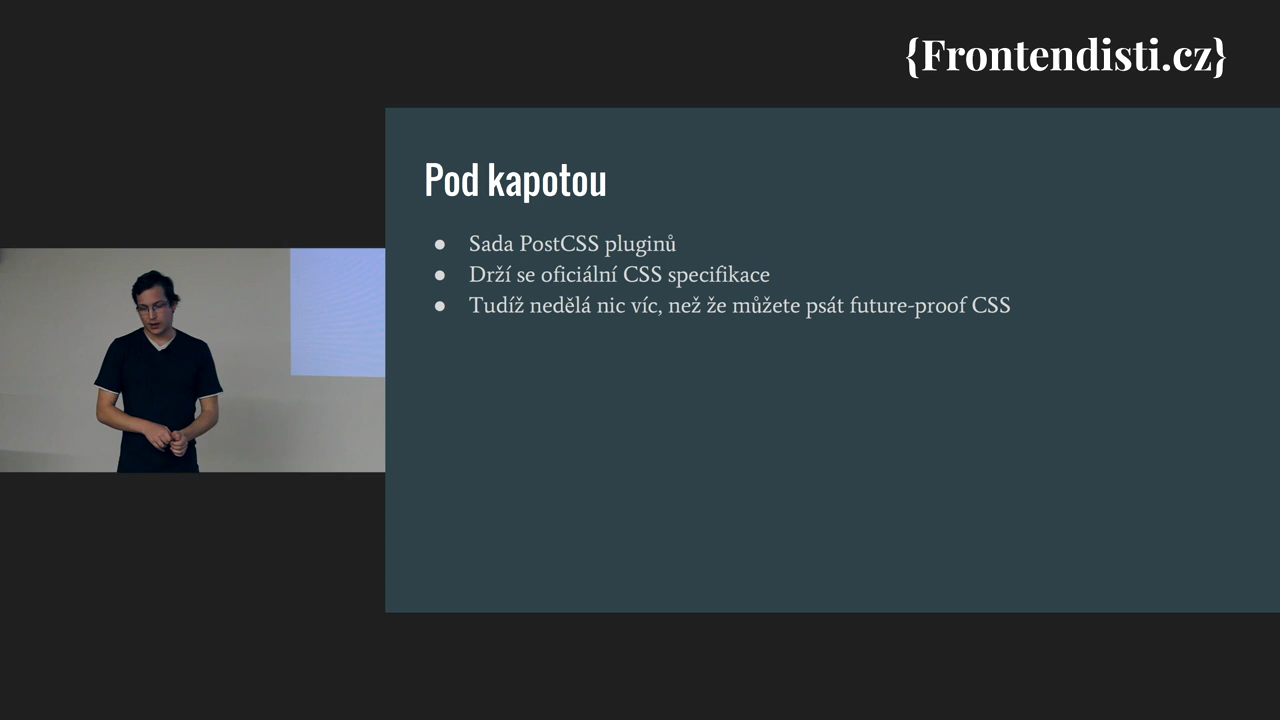 {Frontendisti.cz}
Pod kapotou
● Sada PostCSS pluginů
● Drží se oficiální CSS specifikace
● Tudíž nedělá nic víc, než že můžete psát future-proof CSS